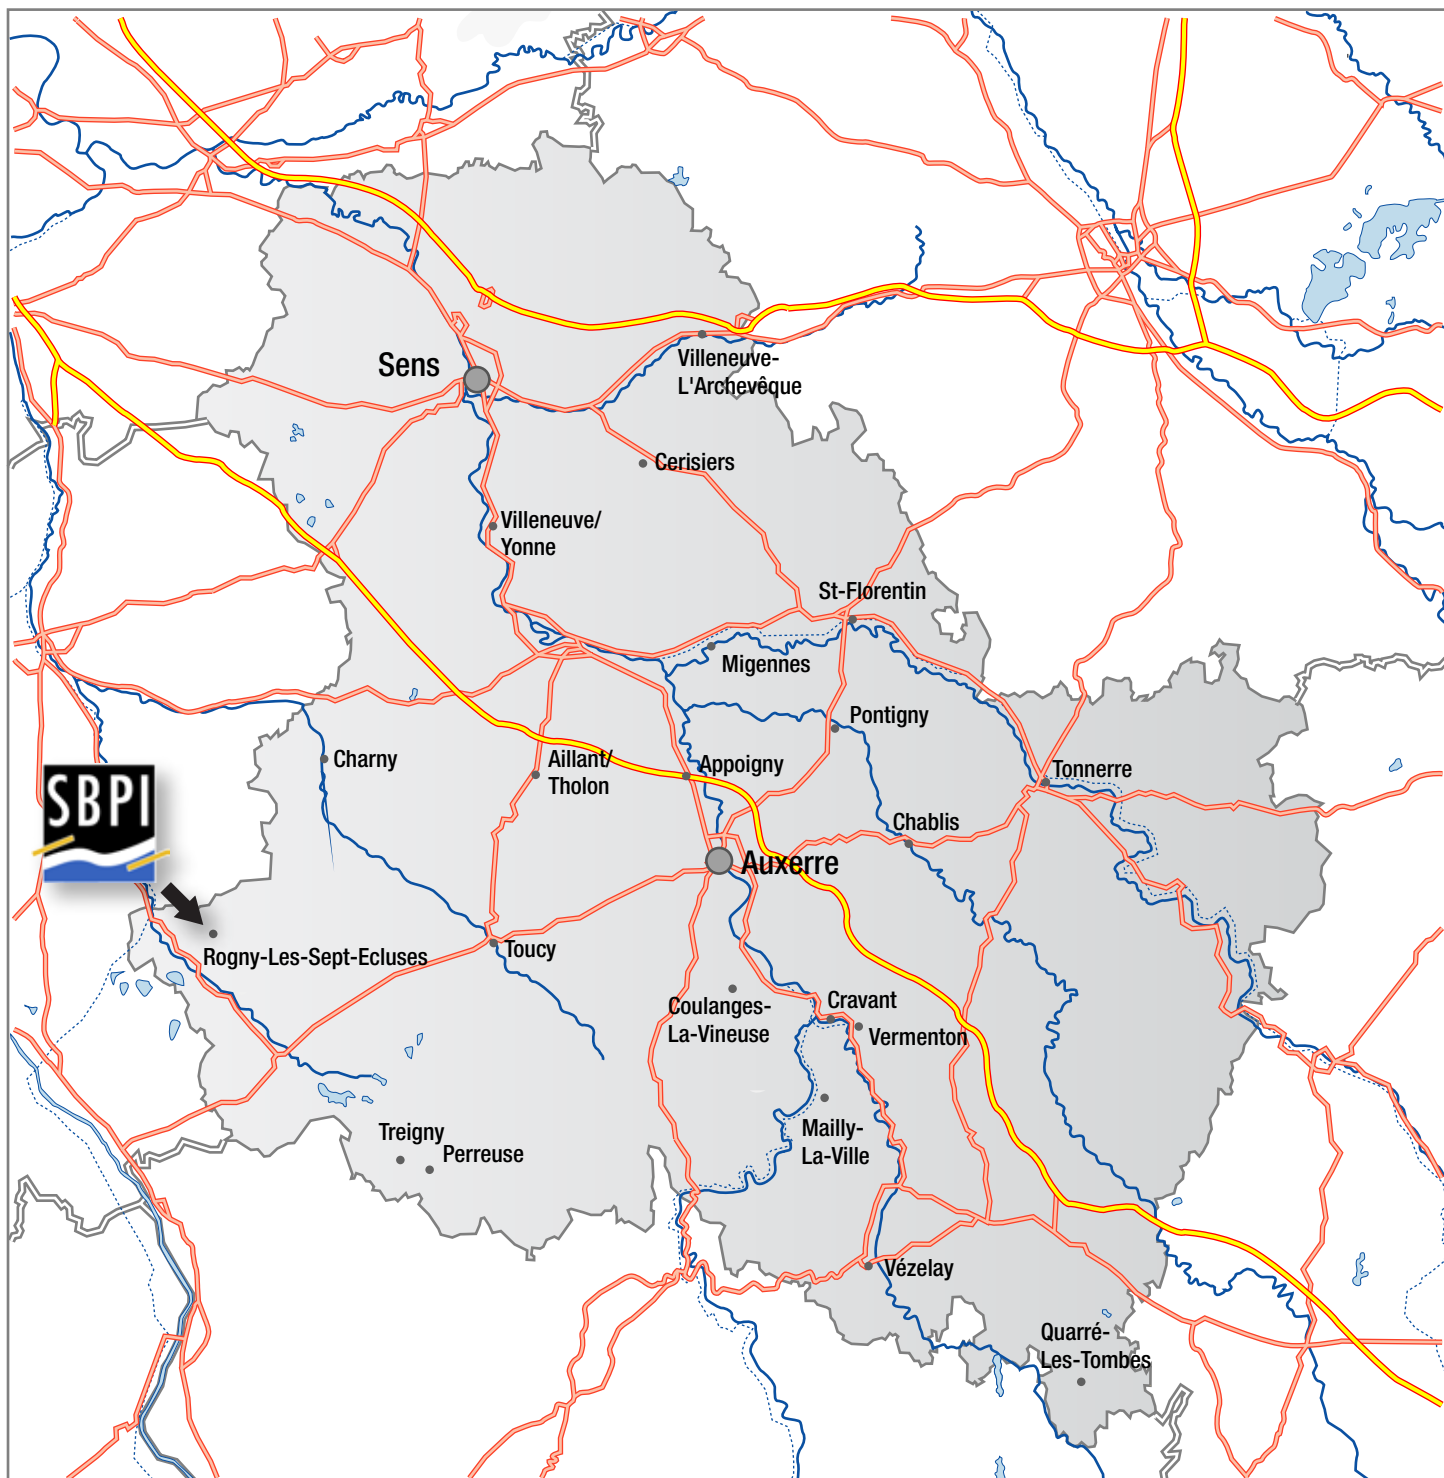 Sens
Villeneuve-
L'Archevêque
Cerisiers
Villeneuve/
Yonne
St-Florentin
Migennes
Pontigny
Charny
Aillant/
Tholon
Appoigny
Tonnerre
SBPI
Chablis
Auxerre
Rogny-Les-Sept-Ecluses
Toucy
Coulanges-
La-Vineuse
Cravant
Vermenton
Mailly-
La-Ville
Treigny
Perreuse
Vézelay
Quarré-
Les-Tombes